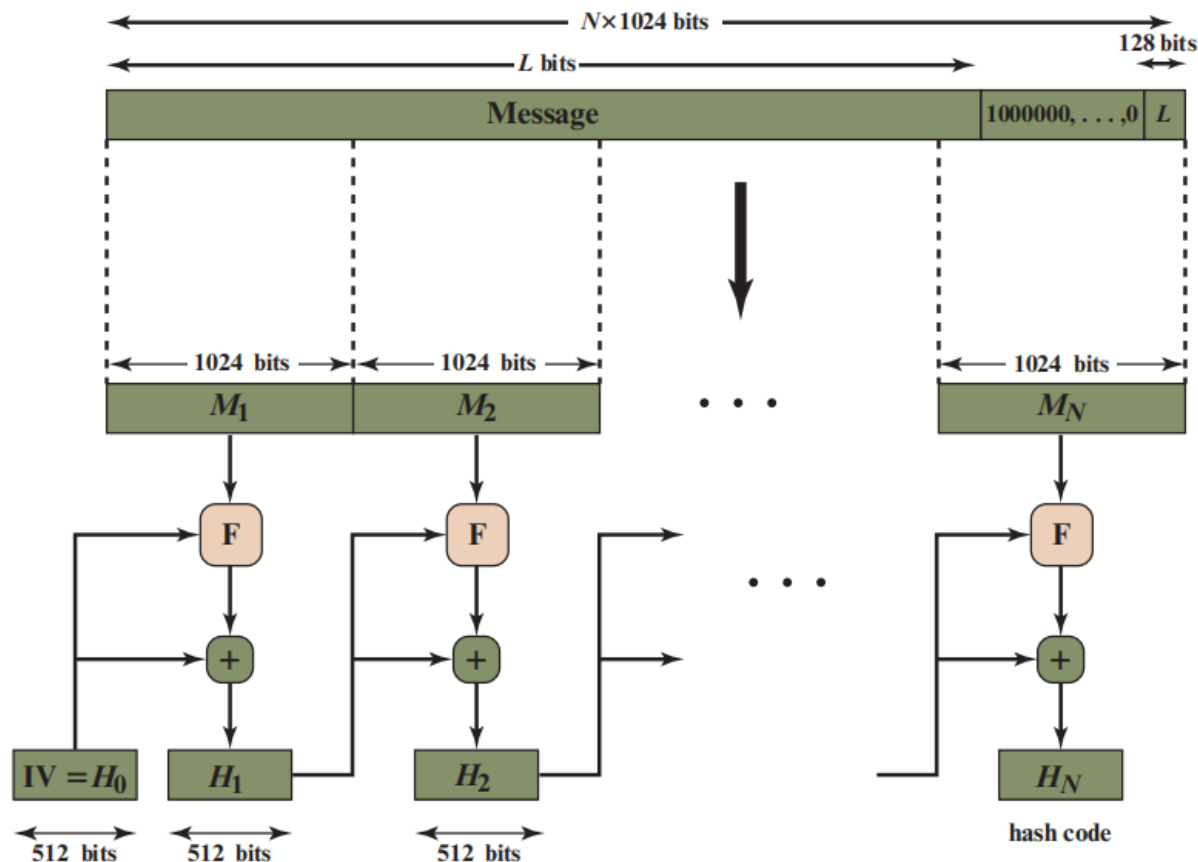 N×1024 bits
128 bits
L bits
Message 1000000, . . . ,0 L
1024 bits 1024 bits 1024 bits
M1 M2 . . . MN
F F F
. . .
+ + +
IV = H0 H1 H2 HN
hash code
512 bits 512 bits 512 bits